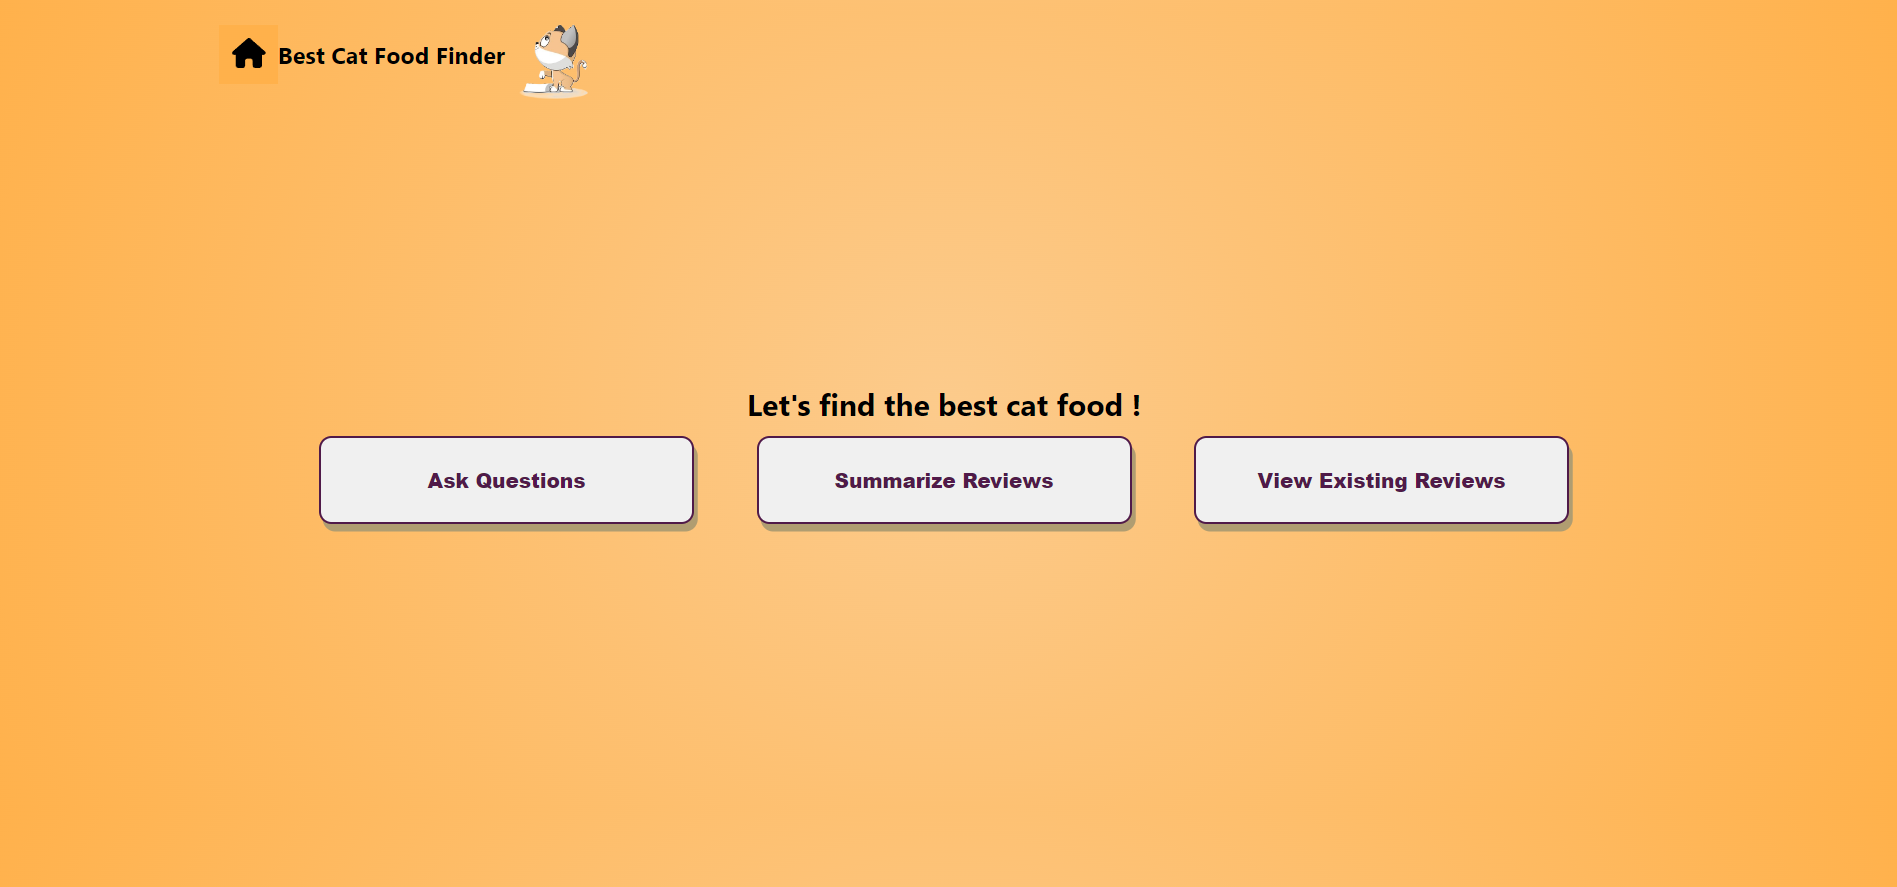 Best Cat Food Finder
Let's find the best cat food !
Ask Questions
Summarize Reviews
View Existing Reviews